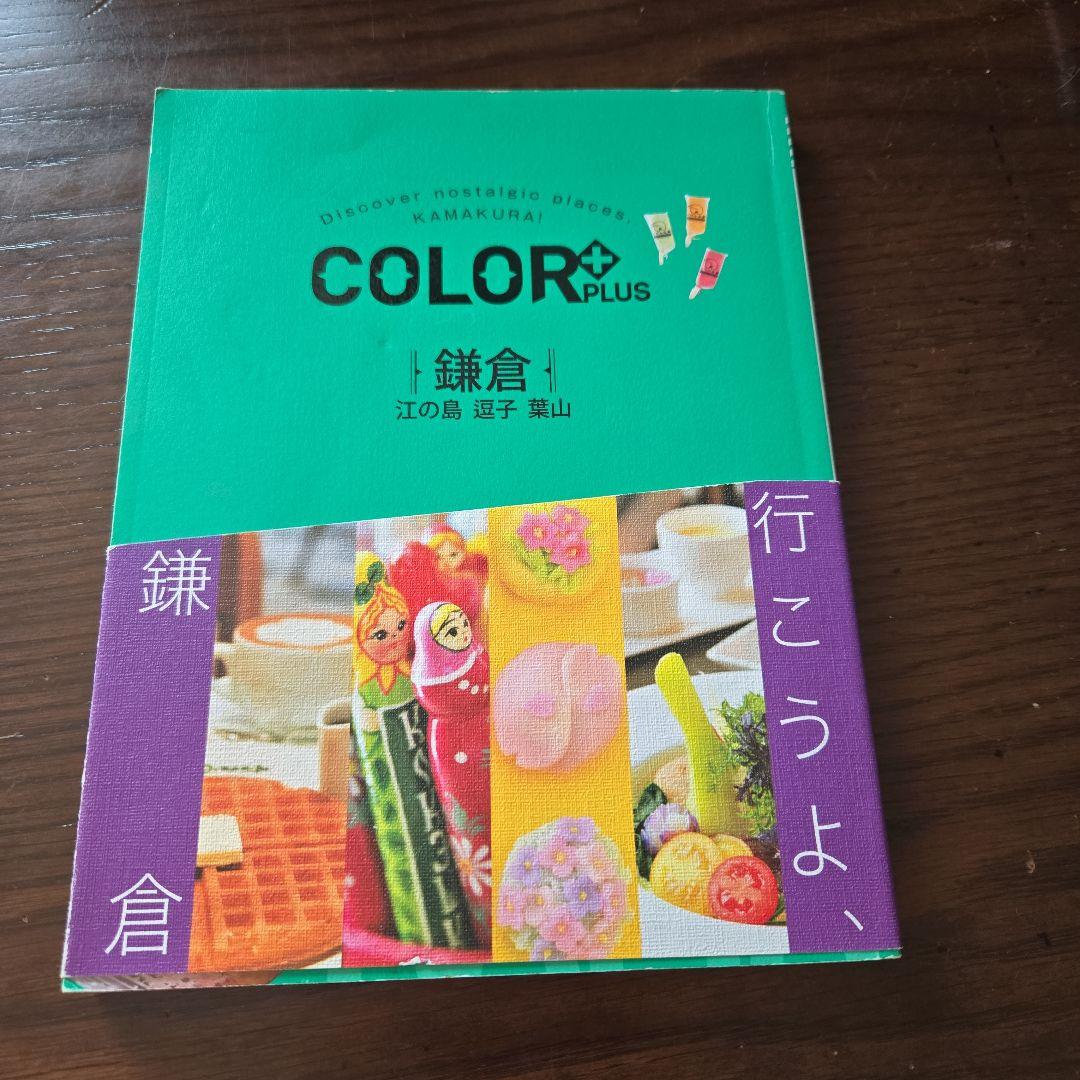 Discover nostalgic places,
KAMAKURA!
COLOR+
PLUS
鎌倉
江の島 逗子 葉山
行こうよ、
鎌倉